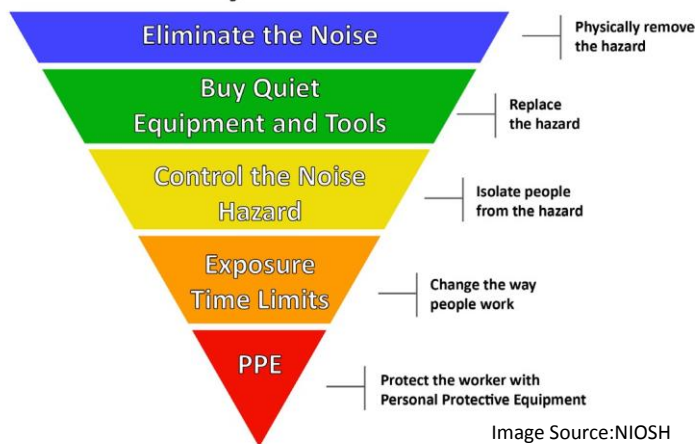 Eliminate the Noise
Physically remove
the hazard
Buy Quiet
Equipment and Tools
Replace
the hazard
Control the Noise
Hazard
Isolate people
from the hazard
Exposure
Time Limits
Change the way
people work
PPE
Protect the worker with
Personal Protective Equipment
Image Source:NIOSH